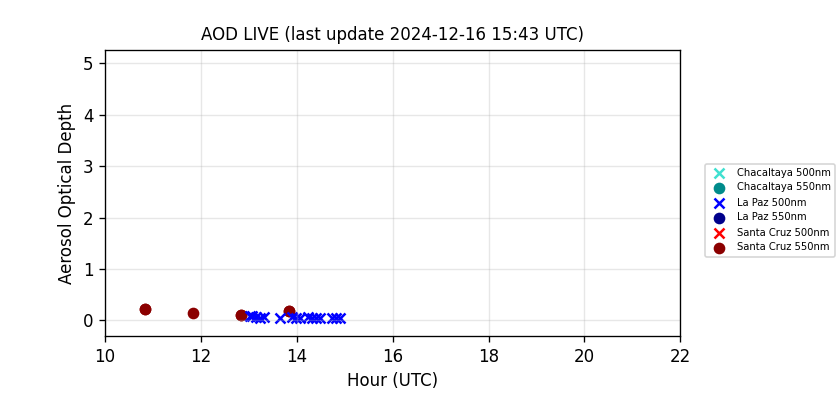 AOD LIVE (last update 2024-12-16 15:43 UTC)
5
4
3
2
1
0
Aerosol Optical Depth
10 12 14 16 18 20 22
Hour (UTC)
Chacaltaya 500nm
Chacaltaya 550nm
La Paz 500nm
La Paz 550nm
Santa Cruz 500nm
Santa Cruz 550nm